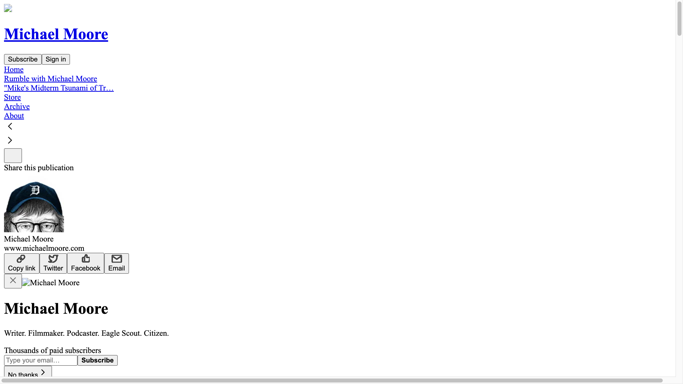 Michael Moore
Subscribe Sign in
Home
Rumble with Michael Moore
"Mike's Midterm Tsunami of Tr…
Store
Archive
About
Share this publication
D
Michael Moore
www.michaelmoore.com
Copy link Twitter Facebook Email
Michael Moore
Michael Moore
Writer. Filmmaker. Podcaster. Eagle Scout. Citizen.
Thousands of paid subscribers
Type your email… Subscribe
No thanks